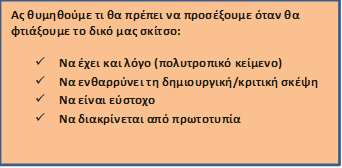 Ας θυμηθούμε τι θα πρέπει να προσέξουμε όταν θα
φτιάξουμε το δικό μας σκίτσο:
✓ Να έχει και λόγο (πολυτροπικό κείμενο)
✓ Να ενθαρρύνει τη δημιουργική/κριτική σκέψη
✓ Να είναι εύστοχο
✓ Να διακρίνεται από πρωτοτυπία